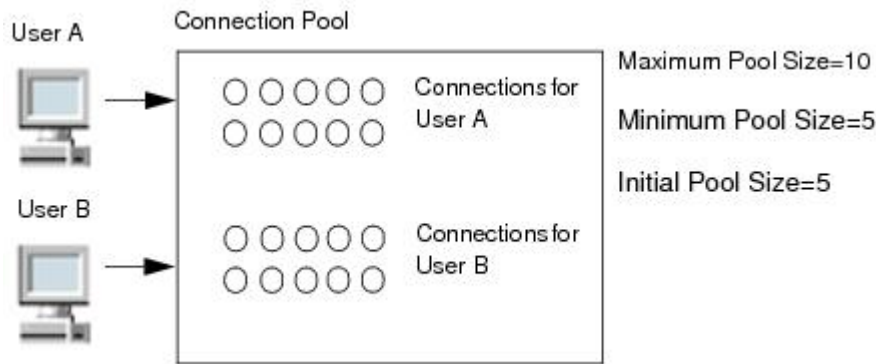 User A
Connection Pool
Connections for
User A
Maximum Pool Size=10
Minimum Pool Size=5
Initial Pool Size=5
User B
Connections for
User B